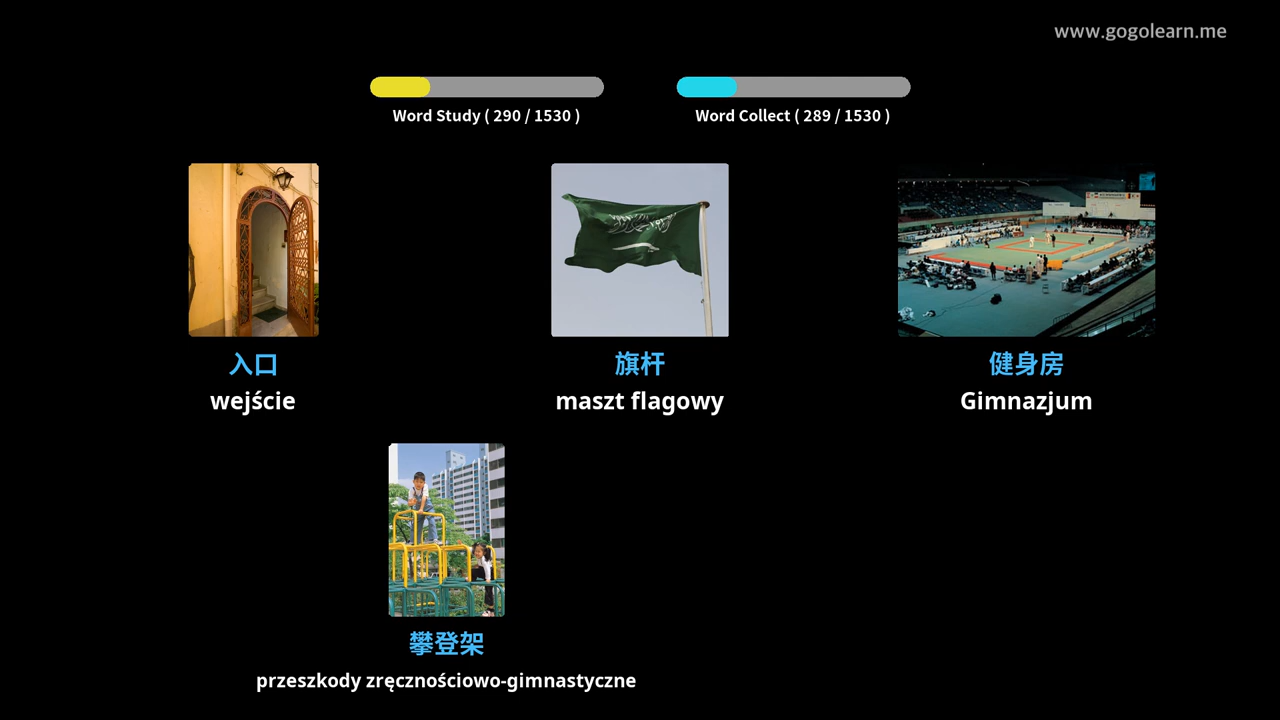 www.gogolearn.me
Word Study ( 290 / 1530 )
Word Collect ( 289 / 1530 )
入口
wejście
旗杆
maszt flagowy
健身房
Gimnazjum
攀登架
przeszkody zręcznościowo-gimnastyczne